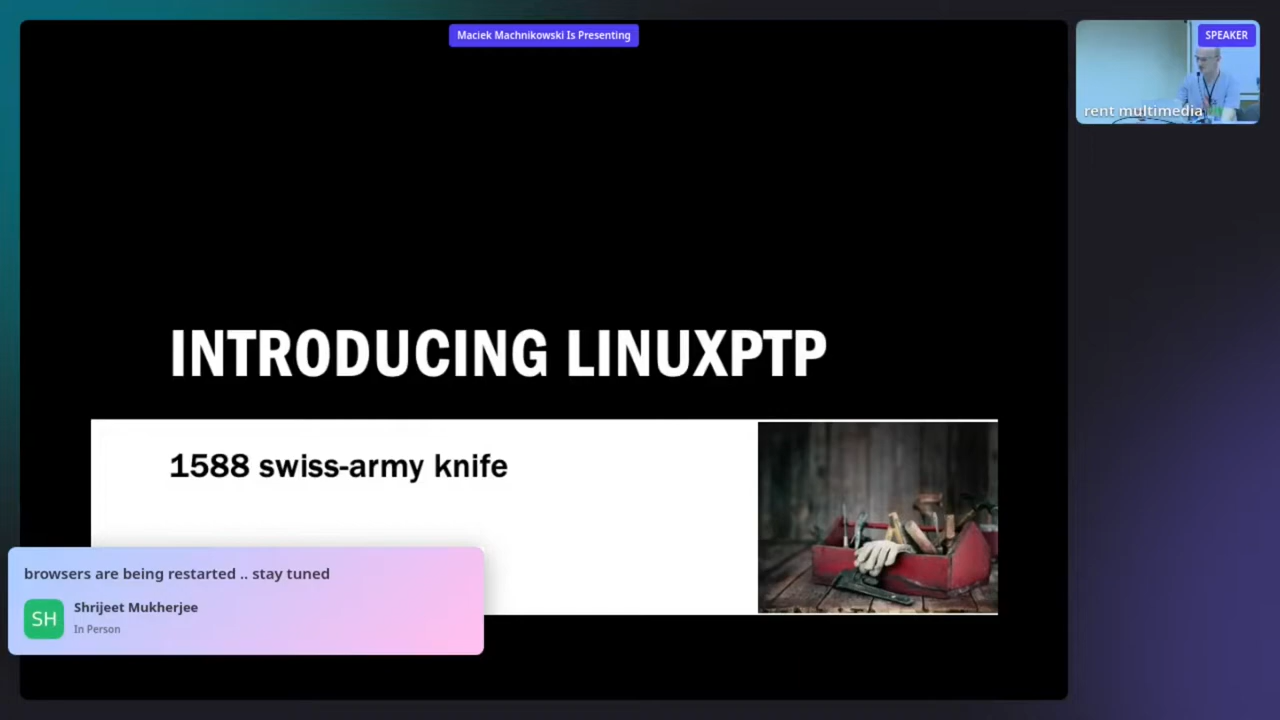 Maciek Machnikowski Is Presenting
SPEAKER
rent multimedia
INTRODUCING LINUXPTP
1588 swiss-army knife
browsers are being restarted .. stay tuned
SH
Shrijeet Mukherjee
In Person